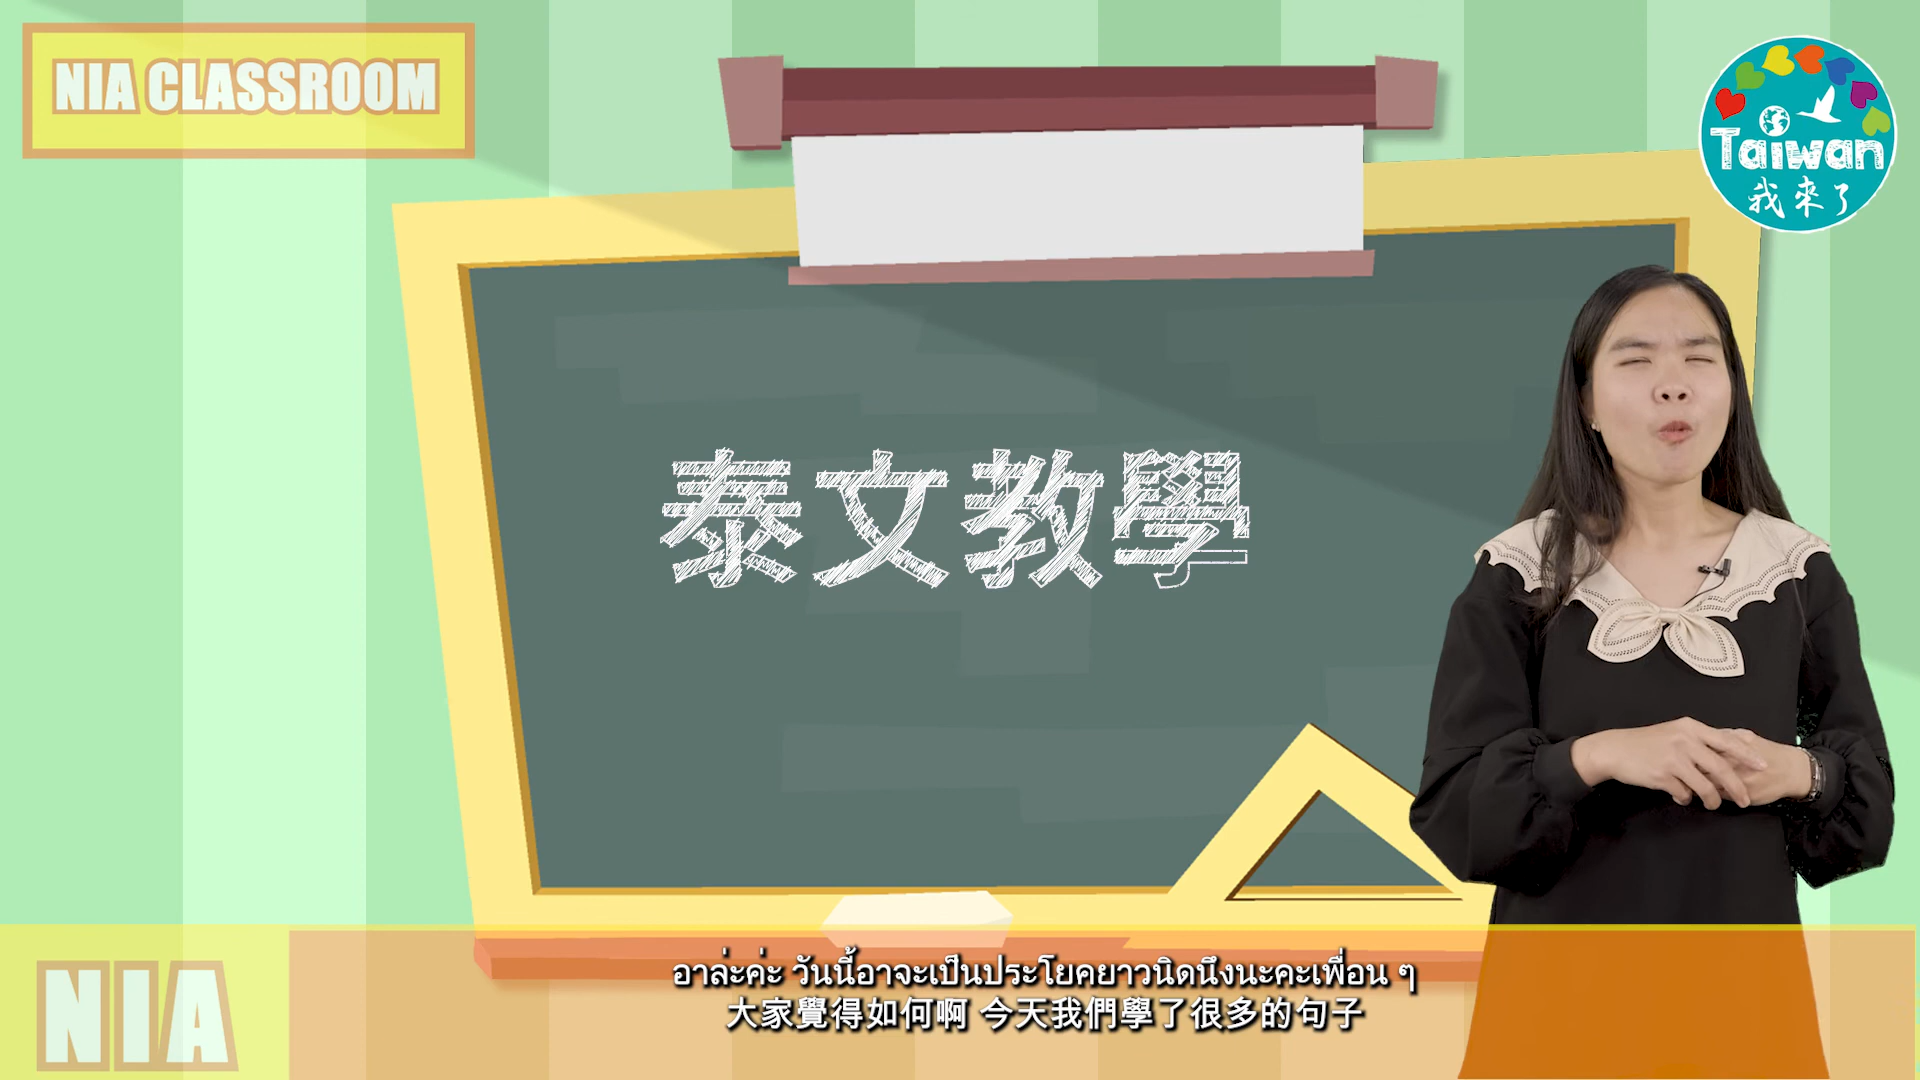 NIA CLASSROOM
Taiwan
我來了
泰文教學
อาล่ะค่ะ วันนี้อาจะเป็นประโยคยาวนิดนึงนะคะเพื่อน ๆ
大家覺得如何啊 今天我們學了很多的句子
NIA